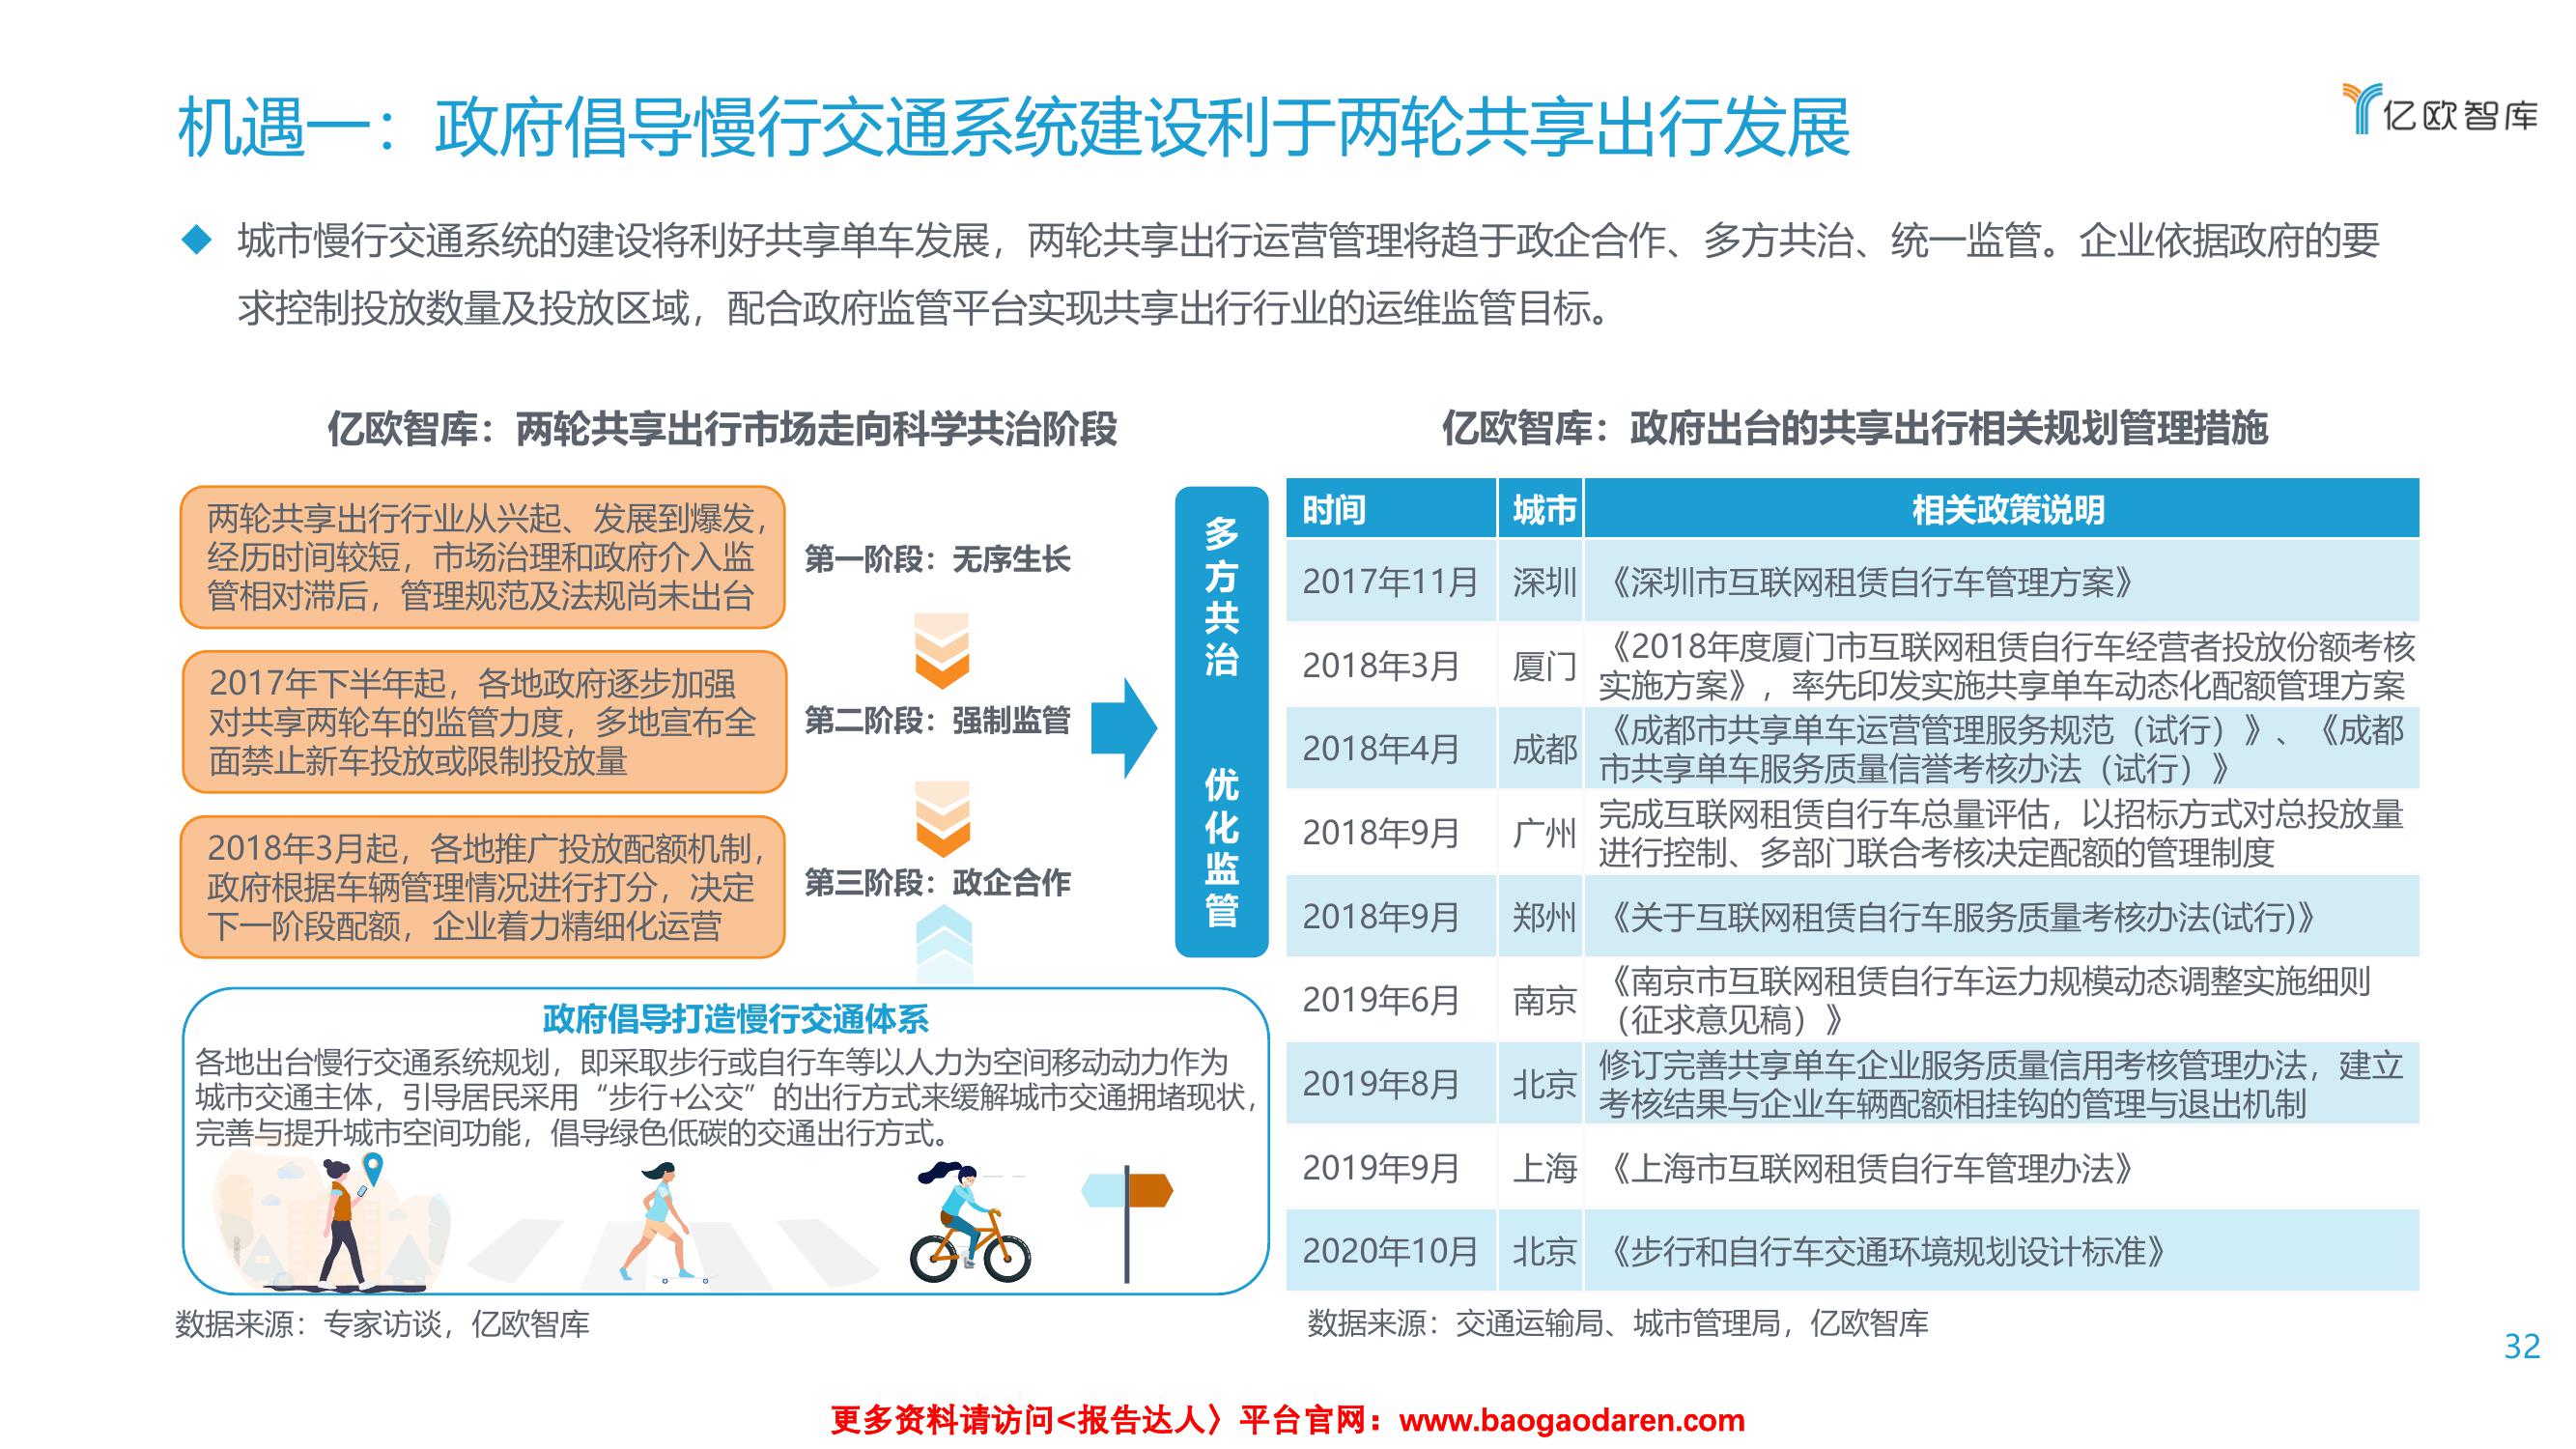 机遇一：政府倡导慢行交通系统建设利于两轮共享出行发展
亿欧智库
城市慢行交通系统的建设将利好共享单车发展，两轮共享出行运营管理将趋于政企合作、多方共治、统一监管。企业依据政府的要
求控制投放数量及投放区域，配合政府监管平台实现共享出行行业的运维监管目标。
亿欧智库：两轮共享出行市场走向科学共治阶段
两轮共享出行行业从兴起、发展到爆发，
经历时间较短，市场治理和政府介入监
管相对滞后，管理规范及法规尚未出台
第一阶段：无序生长
2017年下半年起，各地政府逐步加强
对共享两轮车的监管力度，多地宣布全
面禁止新车投放或限制投放量
第二阶段：强制监管
2018年3月起，各地推广投放配额机制，
政府根据车辆管理情况进行打分，决定
下一阶段配额，企业着力精细化运营
第三阶段：政企合作
多方共治
优化监管
政府倡导打造慢行交通体系
各地出台慢行交通系统规划，即采取步行或自行车等以人力为空间移动动力作为
城市交通主体，引导居民采用“步行+公交”的出行方式来缓解城市交通拥堵现状，
完善与提升城市空间功能，倡导绿色低碳的交通出行方式。
数据来源：专家访谈，亿欧智库
亿欧智库：政府出台的共享出行相关规划管理措施
时间 城市 相关政策说明
2017年11月 深圳 《深圳市互联网租赁自行车管理方案》
2018年3月 厦门 《2018年度厦门市互联网租赁自行车经营者投放份额考核
实施方案》，率先印发实施共享单车动态化配额管理方案
2018年4月 成都 《成都市共享单车运营管理服务规范（试行）》、《成都
市共享单车服务质量信誉考核办法（试行）》
2018年9月 广州 完成互联网租赁自行车总量评估，以招标方式对总投放量
进行控制、多部门联合考核决定配额的管理制度
2018年9月 郑州 《关于互联网租赁自行车服务质量考核办法(试行)》
2019年6月 南京 《南京市互联网租赁自行车运力规模动态调整实施细则
（征求意见稿）》
2019年8月 北京 修订完善共享单车企业服务质量信用考核管理办法，建立
考核结果与企业车辆配额相挂钩的管理与退出机制
2019年9月 上海 《上海市互联网租赁自行车管理办法》
2020年10月 北京 《步行和自行车交通环境规划设计标准》
数据来源：交通运输局、城市管理局，亿欧智库
32
更多资料请访问<报告达人〉平台官网：www.baogaodaren.com